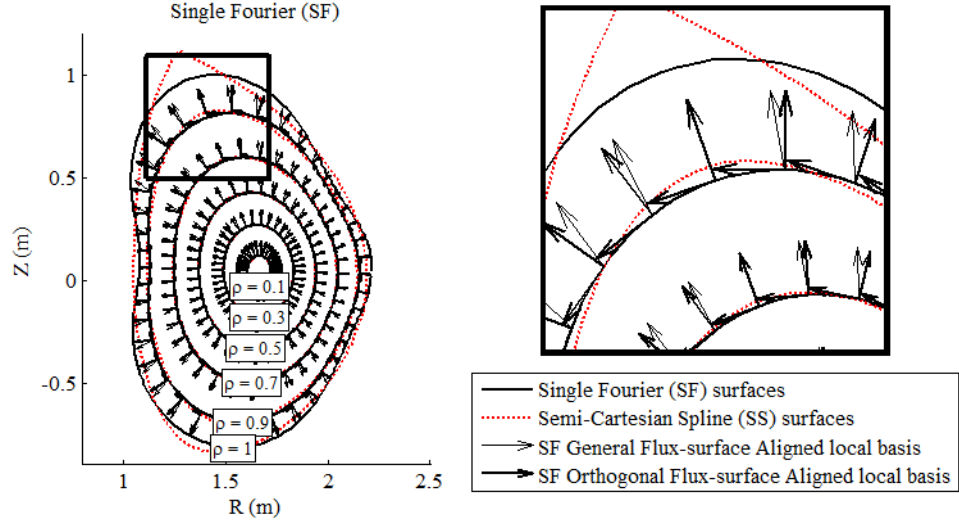 Single Fourier (SF)
1
0.5
0
-0.5
Z (m)
ρ = 0.1
ρ = 0.3
ρ = 0.5
ρ = 0.7
ρ = 0.9
ρ = 1
1
1.5
2
2.5
R (m)
Single Fourier (SF) surfaces
Semi-Cartesian Spline (SS) surfaces
SF General Flux-surface Aligned local basis
SF Orthogonal Flux-surface Aligned local basis